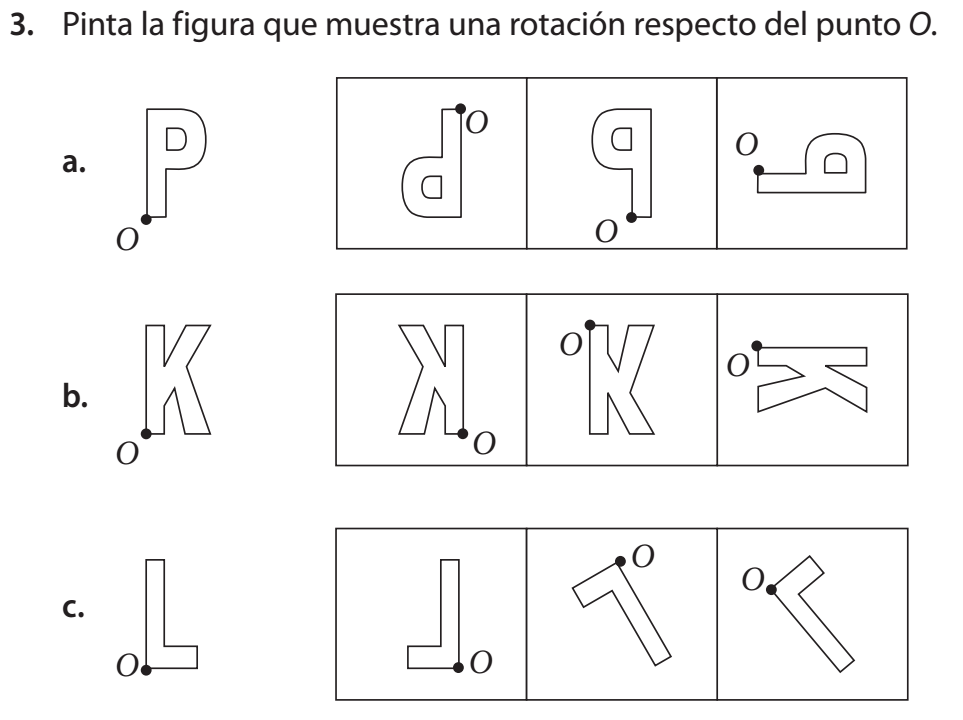 3. Pinta la figura que muestra una rotación respecto del punto O.
a.
O
O
O
O
b.
O
O
O
O
c.
O
O
O
O